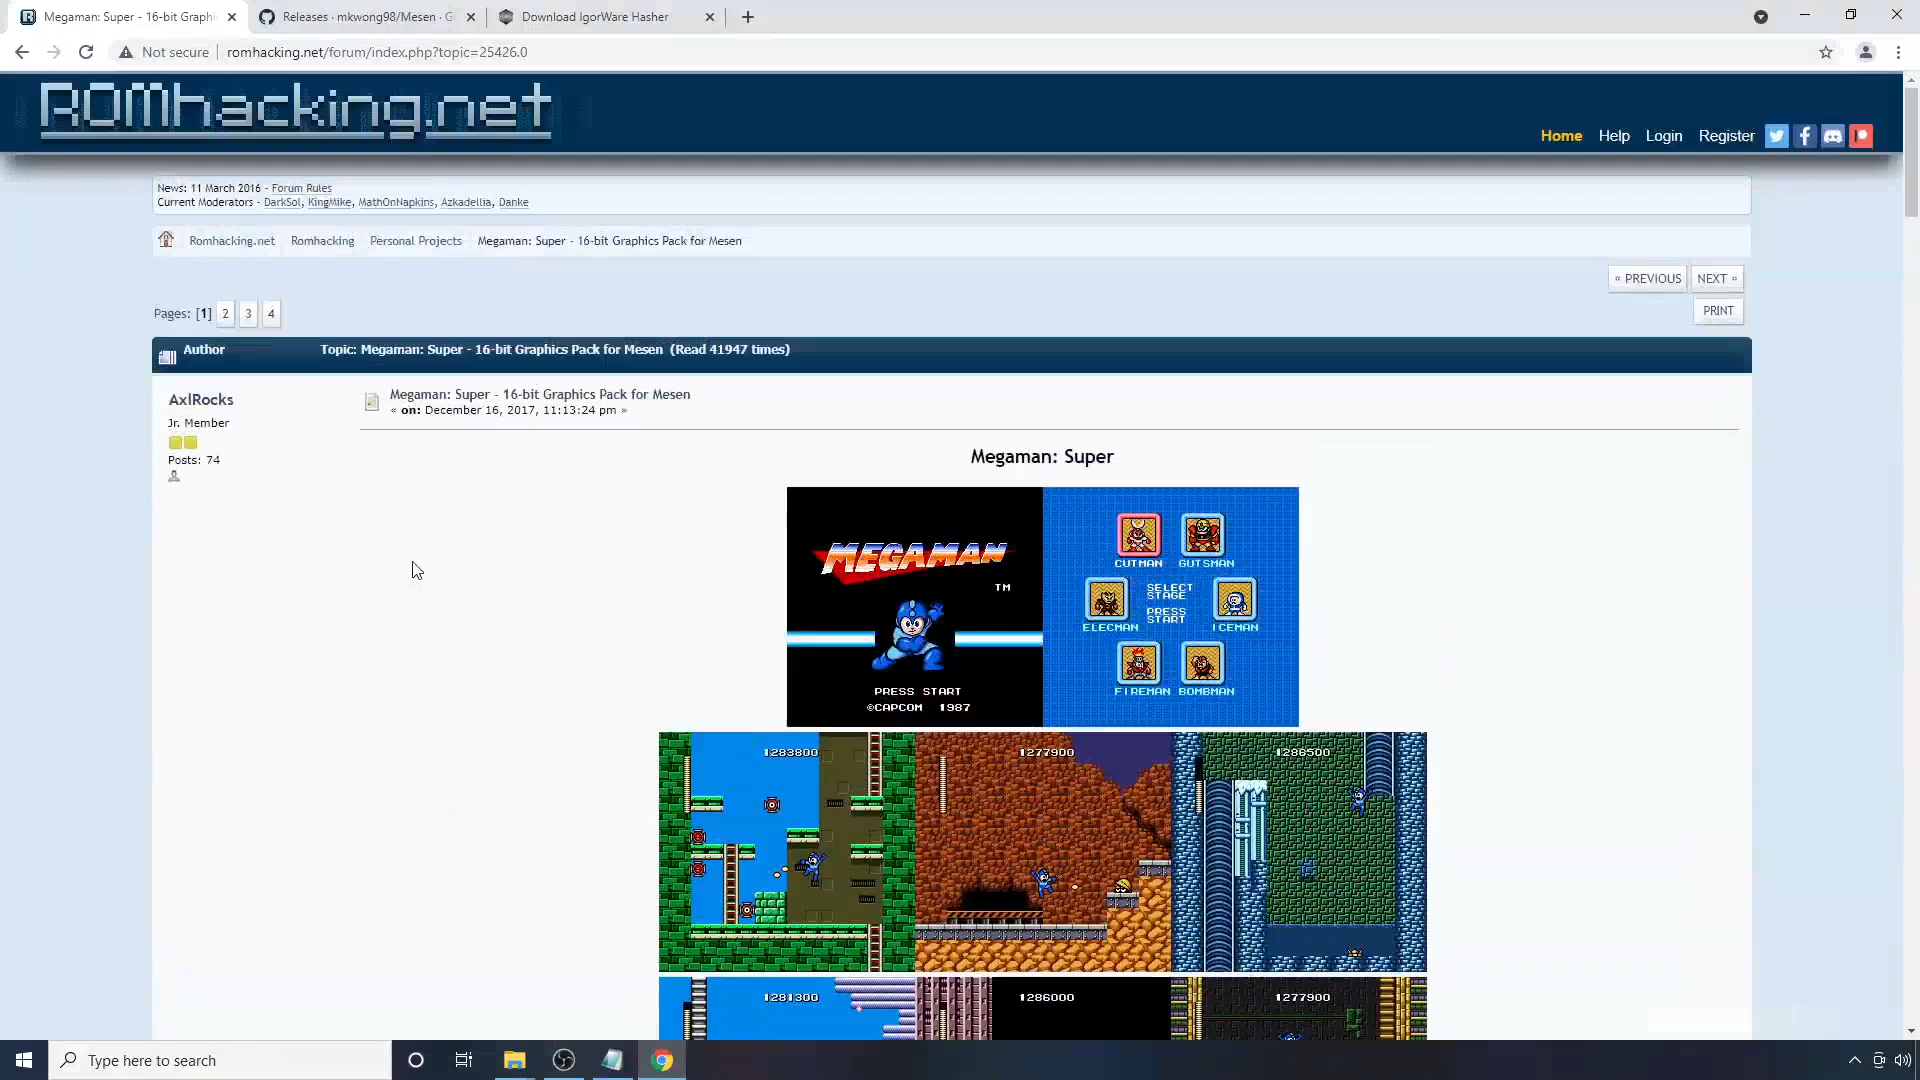 Megaman: Super - 16-bit Graphi
Releases · mkwong98/Mesen · G
Download IgorWare Hasher
Not secure
romhacking.net/forum/index.php?topic=25426.0
ROMhacking.net
Home Help Login Register
News: 11 March 2016 - Forum Rules
Current Moderators - DarkSol, KingMike, MathOnNapkins, Azkadellia, Danke
Romhacking.net Romhacking Personal Projects Megaman: Super - 16-bit Graphics Pack for Mesen
« PREVIOUS NEXT »
Pages: [1] 2 3 4
PRINT
Author Topic: Megaman: Super - 16-bit Graphics Pack for Mesen (Read 41947 times)
AxlRocks
Jr. Member
Posts: 74
Megaman: Super - 16-bit Graphics Pack for Mesen
« on: December 16, 2017, 11:13:24 pm »
Megaman: Super
MEGAMAN
TM
PRESS START
©CAPCOM 1987
CUTMAN GUTSMAN
SELECT
STAGE
PRESS
START
ELECMAN ICEMAN
FIREMAN BOMBMAN
1283800 1277900 1286500
1281300 1286000 1277900
Type here to search